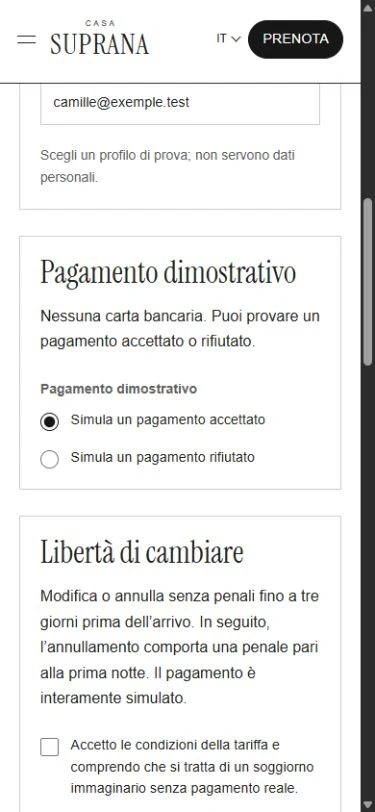 CASA
SUPRANA
IT
PRENOTA
camille@exemple.test
Scegli un profilo di prova; non servono dati
personali.
Pagamento dimostrativo
Nessuna carta bancaria. Puoi provare un
pagamento accettato o rifiutato.
Pagamento dimostrativo
Simula un pagamento accettato
Simula un pagamento rifiutato
Libertà di cambiare
Modifica o annulla senza penali fino a tre
giorni prima dell’arrivo. In seguito,
l’annullamento comporta una penale pari
alla prima notte. Il pagamento è
interamente simulato.
Accetto le condizioni della tariffa e
comprendo che si tratta di un soggiorno
immaginario senza pagamento reale.